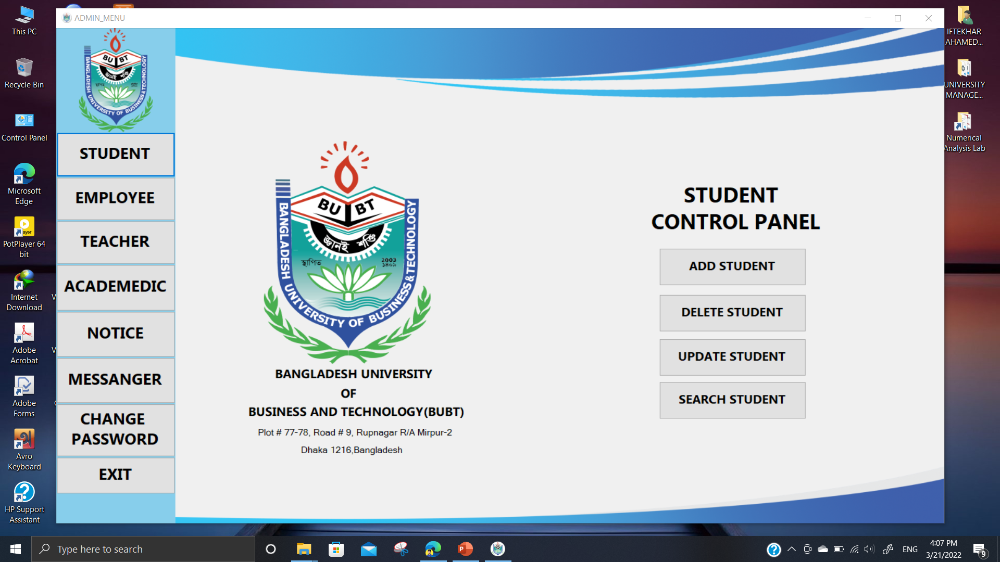 This PC
Recycle Bin
Control Panel
Microsoft
Edge
PotPlayer 64
bit
Internet
Download
Adobe
Acrobat
Adobe
Forms
Avro
Keyboard
HP Support
Assistant
ADMIN_MENU
BU BT
BANGLADESH UNIVERSITY OF BUSINESS & TECHNOLOGY
জ্ঞানই শক্তি
স্থাপিত
STUDENT
EMPLOYEE
TEACHER
ACADEMEDIC
NOTICE
MESSANGER
CHANGE
PASSWORD
EXIT
BU BT
BANGLADESH UNIVERSITY OF BUSINESS & TECHNOLOGY
জ্ঞানই শক্তি
স্থাপিত
2003
১৪০৯
BANGLADESH UNIVERSITY
OF
BUSINESS AND TECHNOLOGY(BUBT)
Plot # 77-78, Road # 9, Rupnagar R/A Mirpur-2
Dhaka 1216,Bangladesh
STUDENT
CONTROL PANEL
ADD STUDENT
DELETE STUDENT
UPDATE STUDENT
SEARCH STUDENT
IFTEKHAR
AHAMED...
UNIVERSITY
MANAGE...
Numerical
Analysis Lab
Type here to search
ENG
4:07 PM
3/21/2022
9